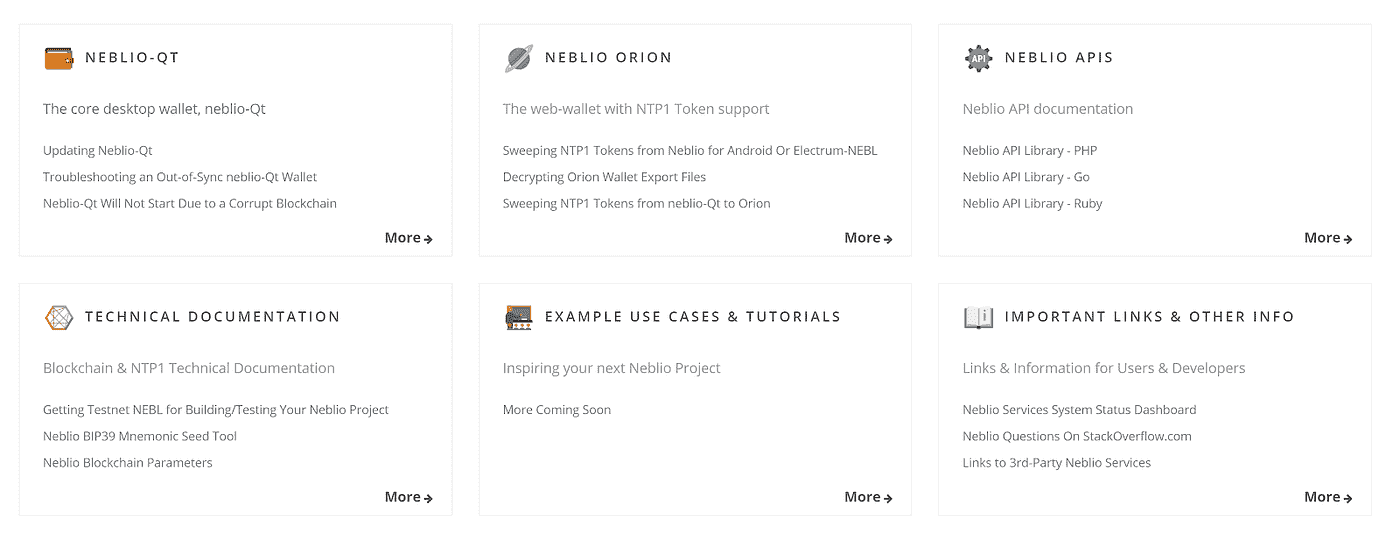 NEBLIO-QT
The core desktop wallet, neblio-Qt
Updating Neblio-Qt
Troubleshooting an Out-of-Sync neblio-Qt Wallet
Neblio-Qt Will Not Start Due to a Corrupt Blockchain
More →
NEBLIO ORION
The web-wallet with NTP1 Token support
Sweeping NTP1 Tokens from Neblio for Android Or Electrum-NEBL
Decrypting Orion Wallet Export Files
Sweeping NTP1 Tokens from neblio-Qt to Orion
More →
API
NEBLIO APIS
Neblio API documentation
Neblio API Library - PHP
Neblio API Library - Go
Neblio API Library - Ruby
More →
TECHNICAL DOCUMENTATION
Blockchain & NTP1 Technical Documentation
Getting Testnet NEBL for Building/Testing Your Neblio Project
Neblio BIP39 Mnemonic Seed Tool
Neblio Blockchain Parameters
More →
EXAMPLE USE CASES & TUTORIALS
Inspiring your next Neblio Project
More Coming Soon
More →
IMPORTANT LINKS & OTHER INFO
Links & Information for Users & Developers
Neblio Services System Status Dashboard
Neblio Questions On StackOverflow.com
Links to 3rd-Party Neblio Services
More →